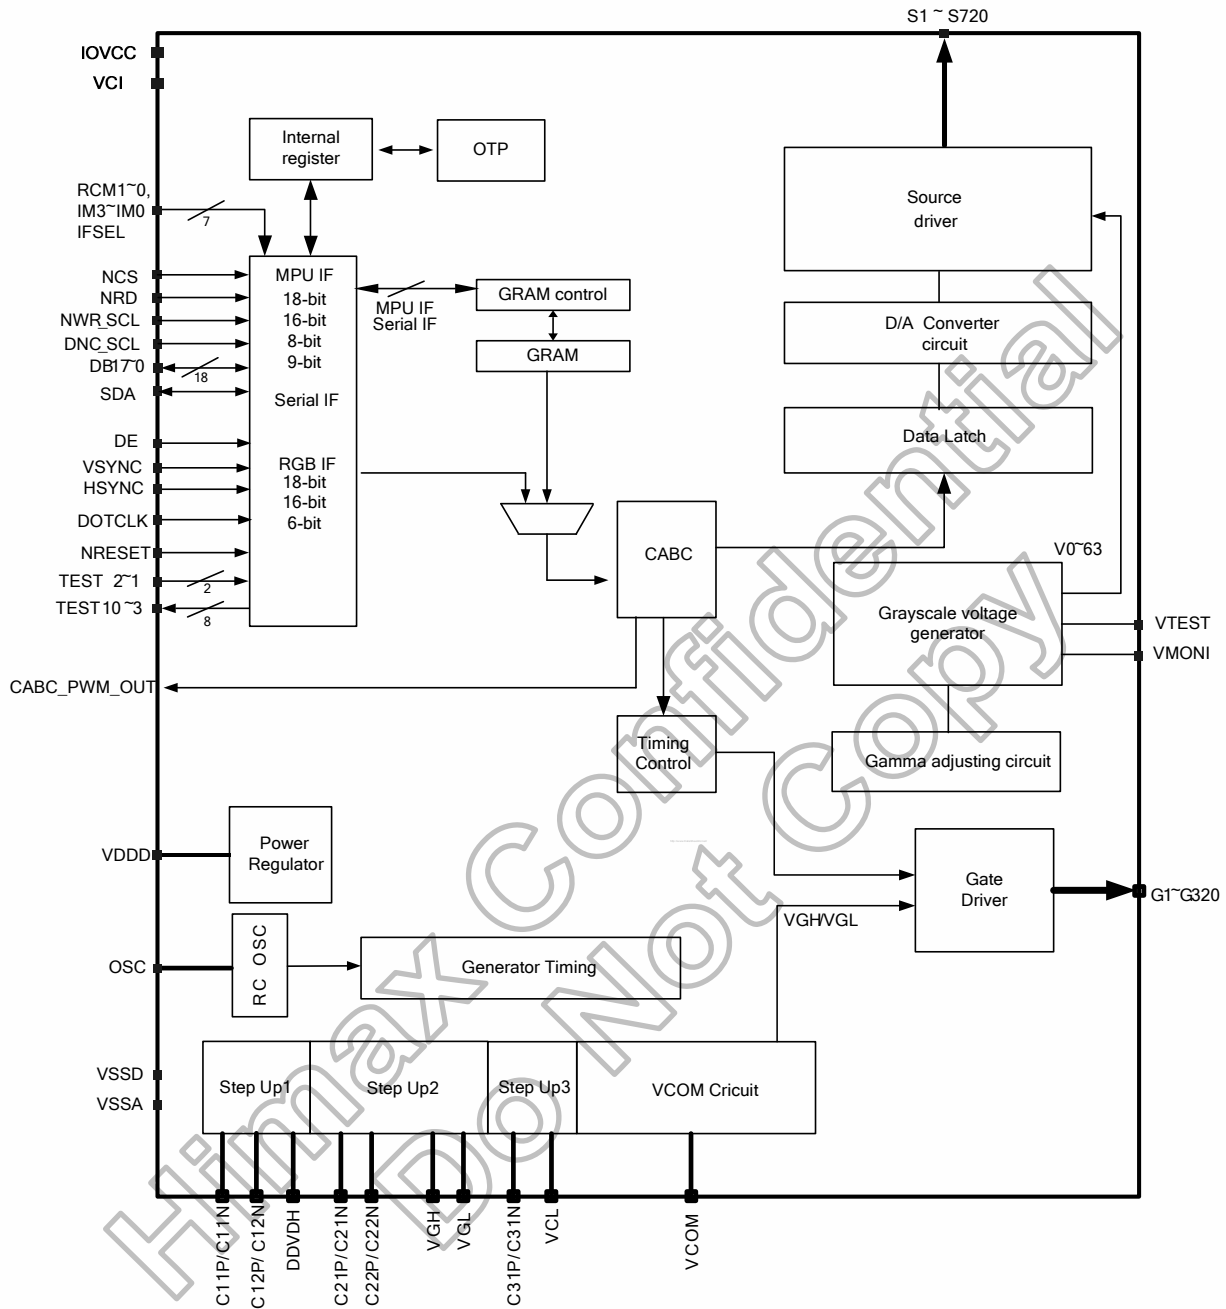 S1 ~ S720
IOVCC
VCI
Internal
register
OTP
RCM1~0,
IM3~IM0
IFSEL
7
Source
driver
NCS
NRD
NWR_SCL
DNC_SCL
DB17~0
18
SDA
MPU IF
18-bit
16-bit
8-bit
9-bit
Serial IF
MPU IF
Serial IF
GRAM control
GRAM
D/A Converter
circuit
Data Latch
DE
VSYNC
HSYNC
DOTCLK
NRESET
TEST 2~1
2
TEST10~3
8
RGB IF
18-bit
16-bit
6-bit
CABC
V0~63
Grayscale voltage
generator
VTEST
VMONI
CABC_PWM_OUT
Timing
Control
Gamma adjusting circuit
VDDD
Power
Regulator
Gate
Driver
G1~G320
VGH/VGL
OSC
RC OSC
Generator Timing
VSSD
VSSA
Step Up1
Step Up2
Step Up3
VCOM Cricuit
C11P/C11N
C12P/C12N
DDVDH
C21P/C21N
C22P/C22N
VGH
VGL
C31P/C31N
VCL
VCOM
Himax Confidential
Do Not Copy